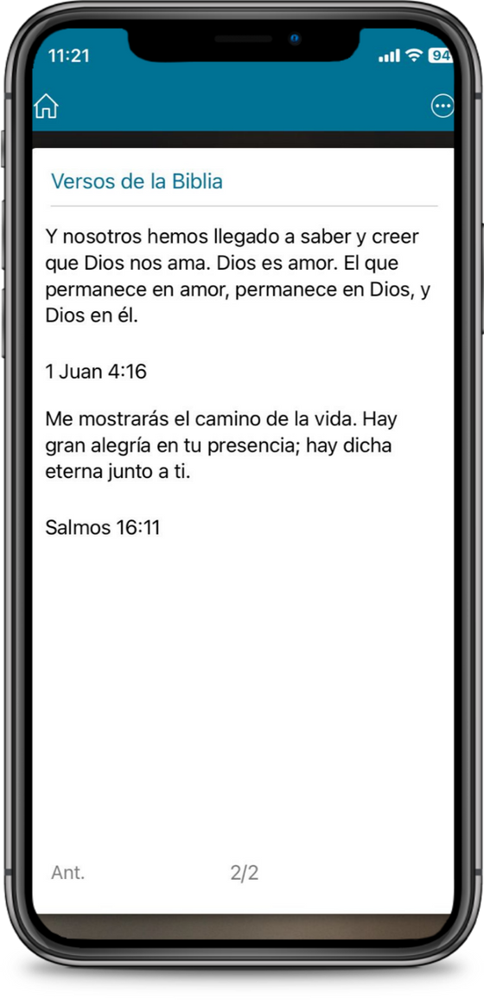 11:21
94
Versos de la Biblia
Y nosotros hemos llegado a saber y creer
que Dios nos ama. Dios es amor. El que
permanece en amor, permanece en Dios, y
Dios en él.
1 Juan 4:16
Me mostrarás el camino de la vida. Hay
gran alegría en tu presencia; hay dicha
eterna junto a ti.
Salmos 16:11
Ant.
2/2